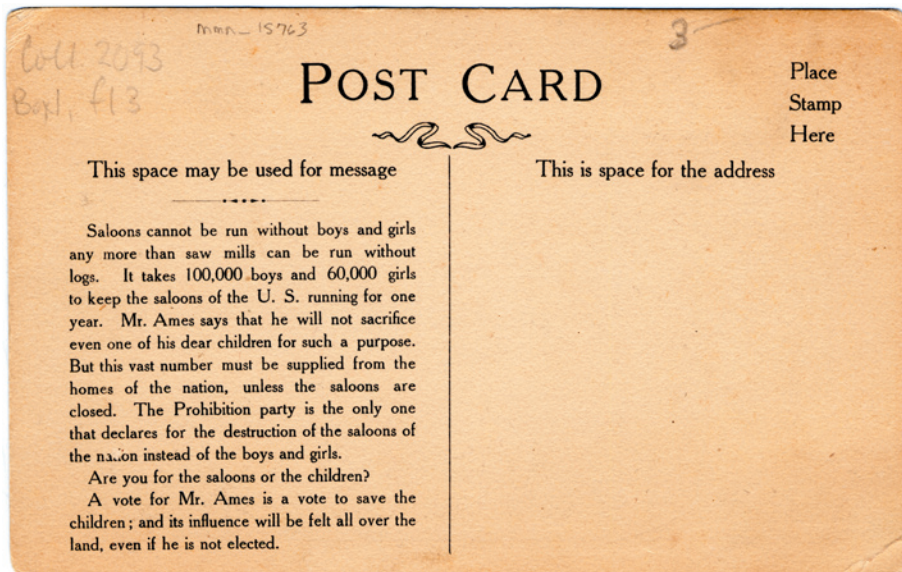 Coll. 2093
Box 1, f13
mmn_15763
3
POST CARD
Place
Stamp
Here
This space may be used for message
This is space for the address
Saloons cannot be run without boys and girls
any more than saw mills can be run without
logs. It takes 100,000 boys and 60,000 girls
to keep the saloons of the U. S. running for one
year. Mr. Ames says that he will not sacrifice
even one of his dear children for such a purpose.
But this vast number must be supplied from the
homes of the nation, unless the saloons are
closed. The Prohibition party is the only one
that declares for the destruction of the saloons of
the nation instead of the boys and girls.
Are you for the saloons or the children?
A vote for Mr. Ames is a vote to save the
children; and its influence will be felt all over the
land, even if he is not elected.